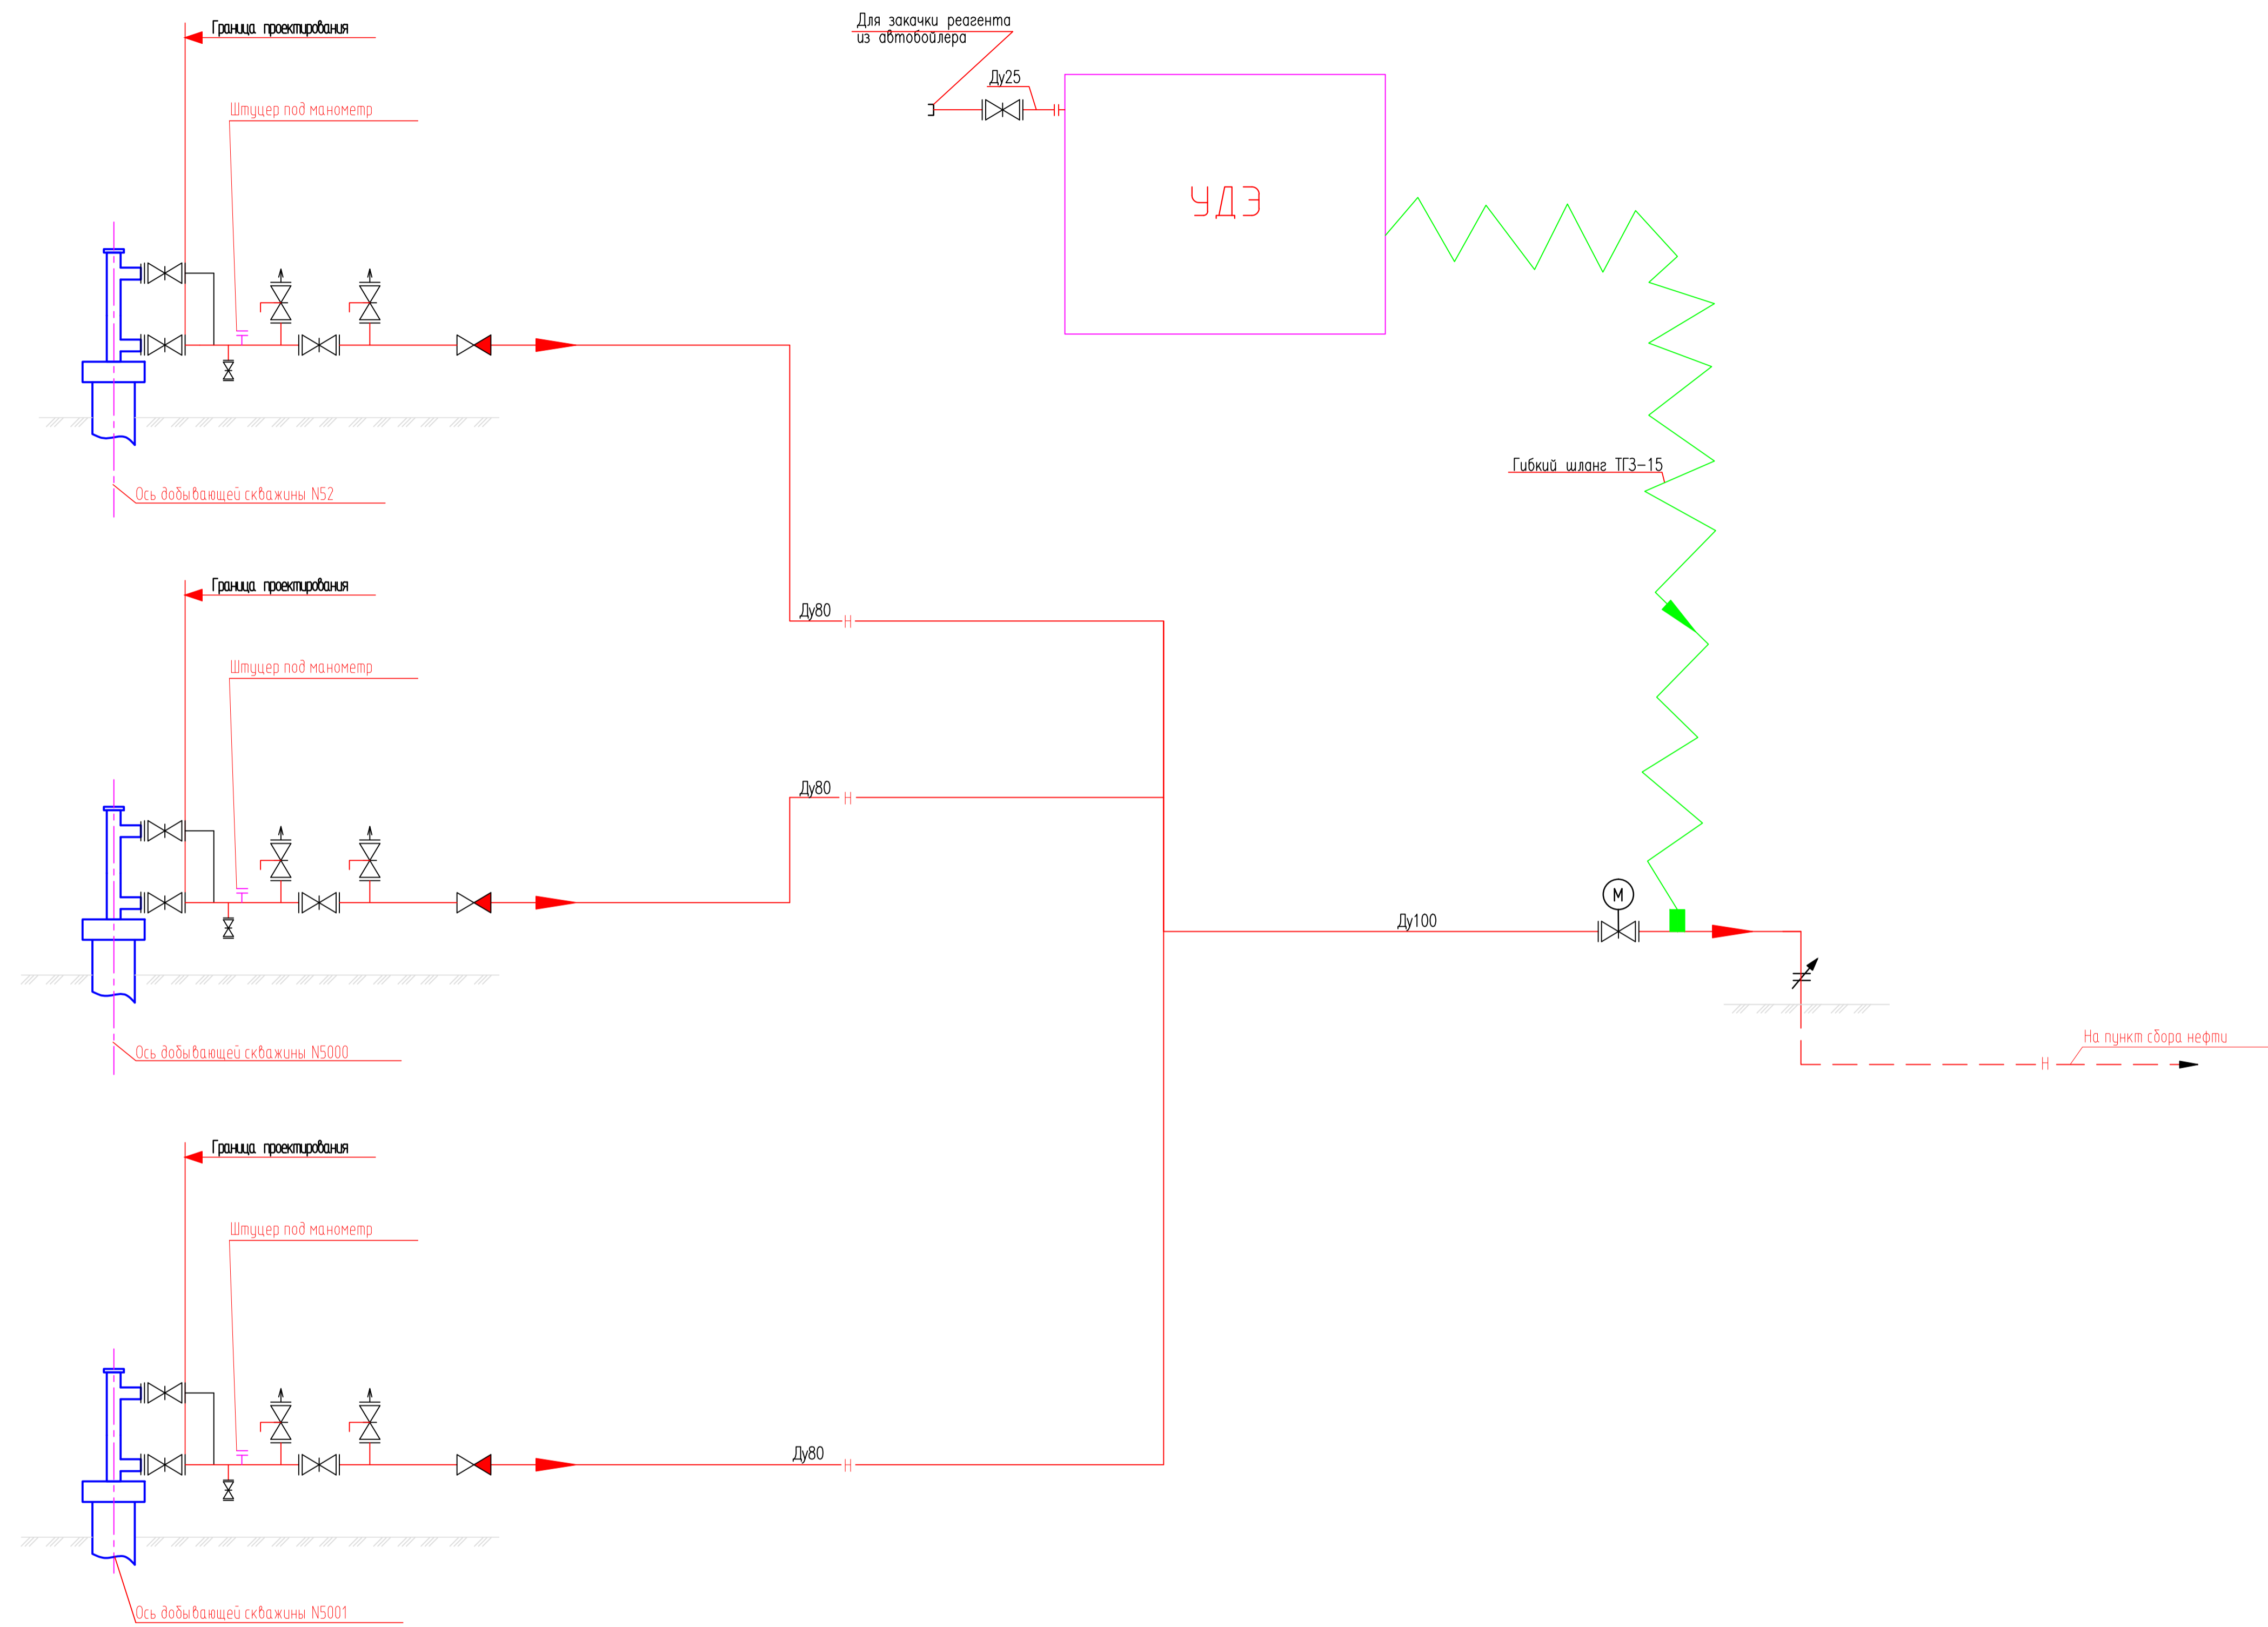 Граница проектирования
Для закачки реагента
из автобойлера
Ду25
Штуцер под манометр
УДЭ
Гибкий шланг ТГЗ-15
Ось добывающей скважины N52
Граница проектирования
Ду80
Н
Штуцер под манометр
Ду80
Н
М
Ду100
Ось добывающей скважины N5000
На пункт сбора нефти
Н
Граница проектирования
Штуцер под манометр
Ду80
Н
Ось добывающей скважины N5001